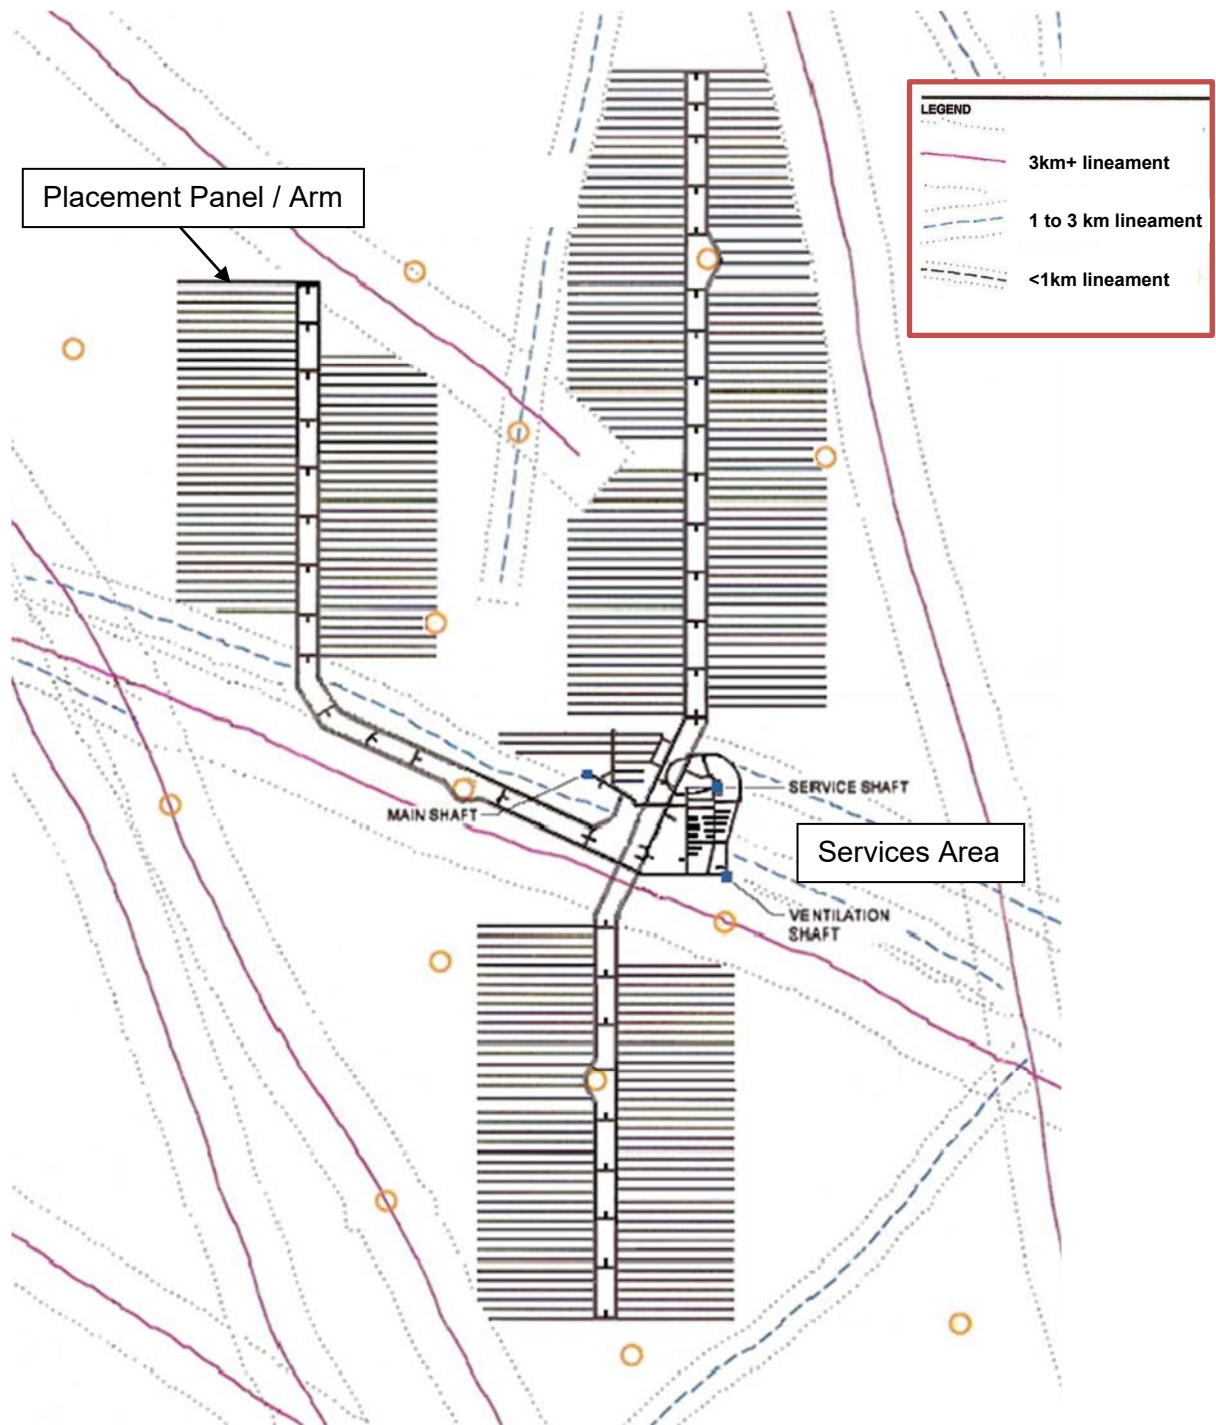 LEGEND
3km+ lineament
1 to 3 km lineament
<1km lineament
Placement Panel / Arm
MAIN SHAFT
SERVICE SHAFT
Services Area
VENTILATION
SHAFT